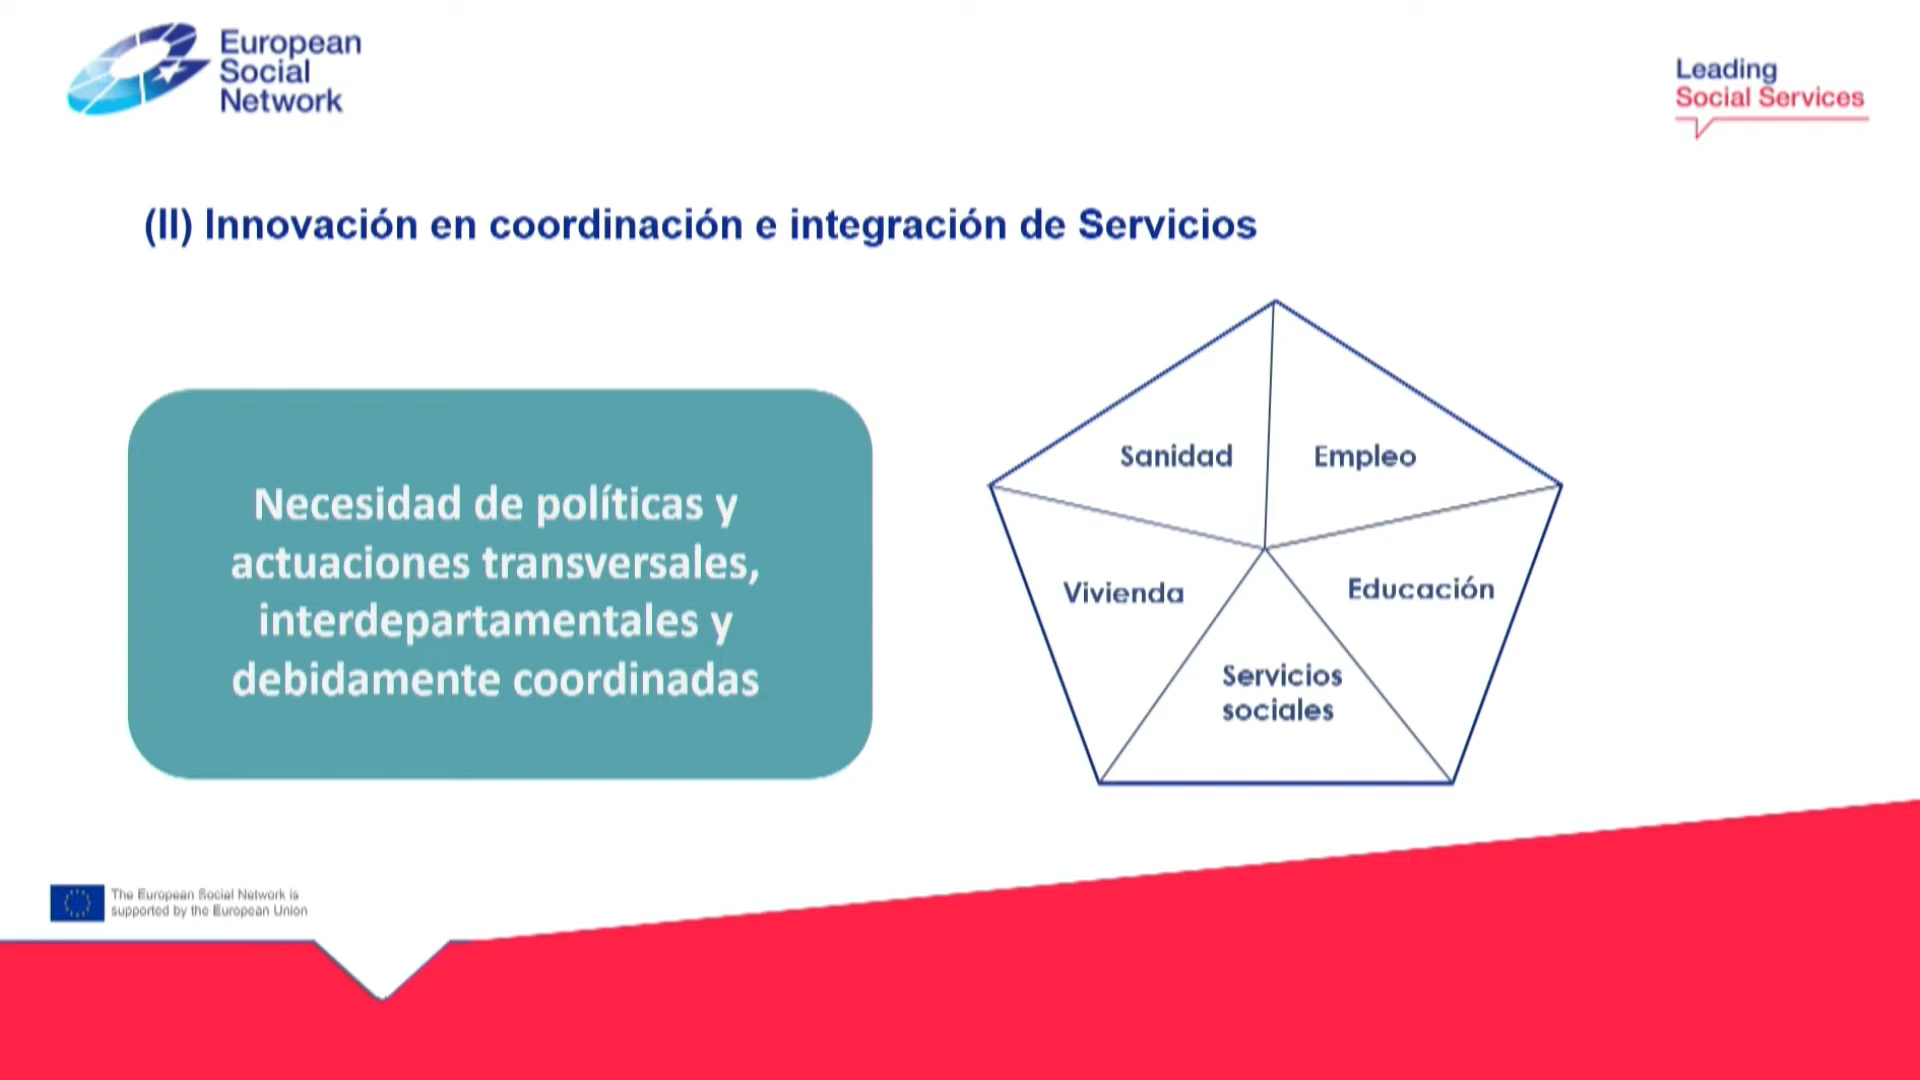 European
Social
Network
Leading
Social Services
(II) Innovación en coordinación e integración de Servicios
Necesidad de políticas y
actuaciones transversales,
interdepartamentales y
debidamente coordinadas
Sanidad
Empleo
Vivienda
Educación
Servicios
sociales
The European Social Network is
supported by the European Union